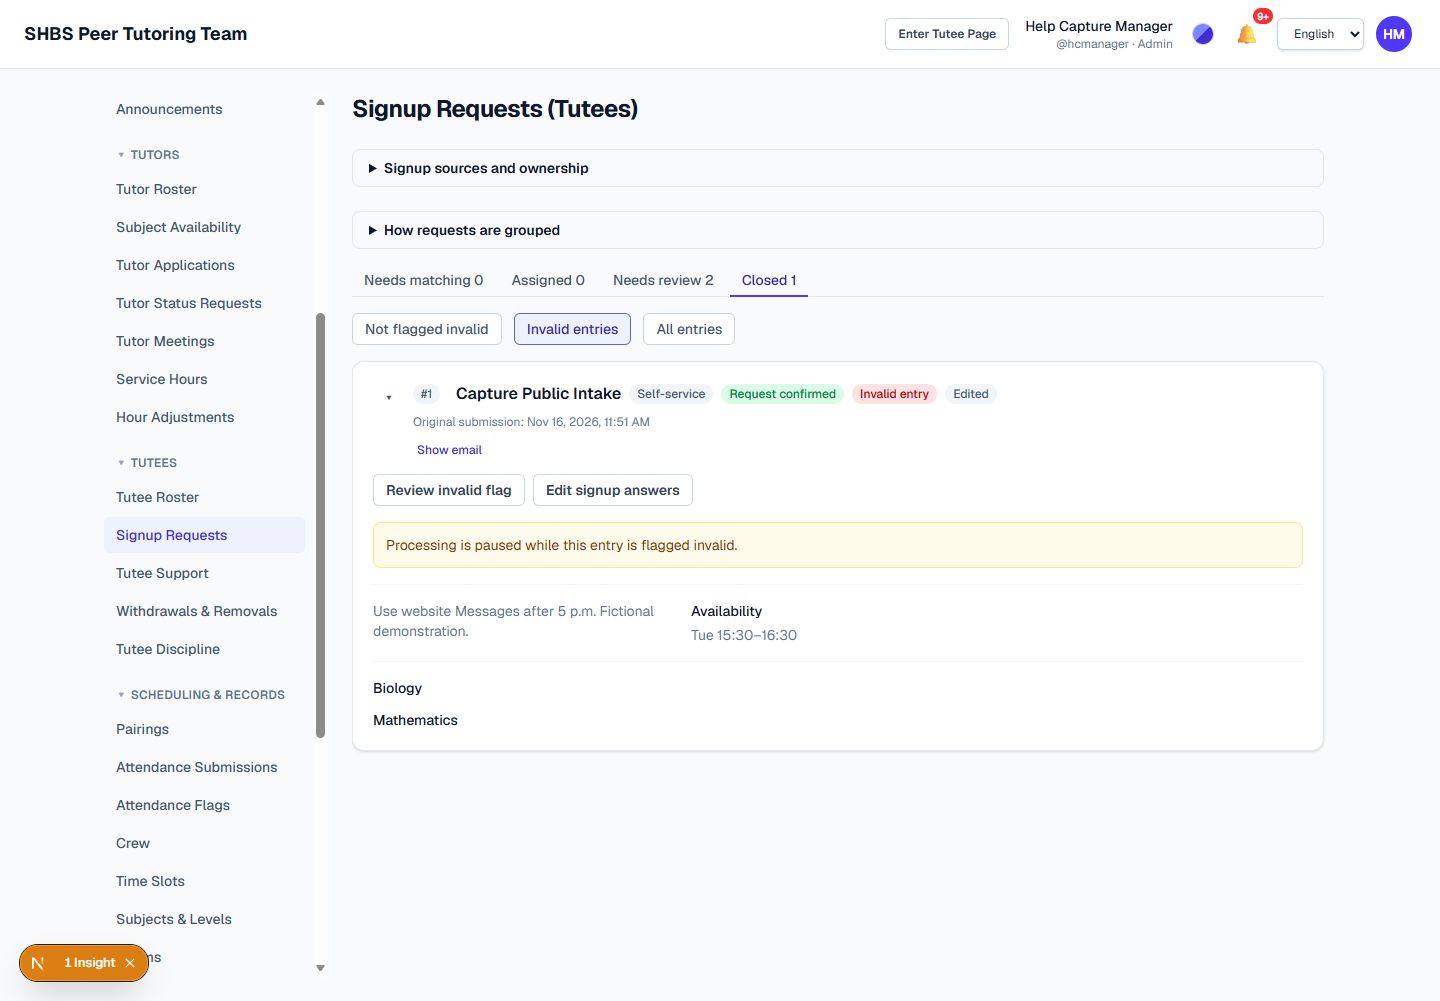 SHBS Peer Tutoring Team
Enter Tutee Page
Help Capture Manager
@hcmanager · Admin
9+
English
HM
Announcements
TUTORS
Tutor Roster
Subject Availability
Tutor Applications
Tutor Status Requests
Tutor Meetings
Service Hours
Hour Adjustments
TUTEES
Tutee Roster
Signup Requests
Tutee Support
Withdrawals & Removals
Tutee Discipline
SCHEDULING & RECORDS
Pairings
Attendance Submissions
Attendance Flags
Crew
Time Slots
Subjects & Levels
1 Insight
Signup Requests (Tutees)
Signup sources and ownership
How requests are grouped
Needs matching 0 Assigned 0 Needs review 2 Closed 1
Not flagged invalid Invalid entries All entries
#1 Capture Public Intake Self-service Request confirmed Invalid entry Edited
Original submission: Nov 16, 2026, 11:51 AM
Show email
Review invalid flag Edit signup answers
Processing is paused while this entry is flagged invalid.
Use website Messages after 5 p.m. Fictional
demonstration.
Availability
Tue 15:30–16:30
Biology
Mathematics